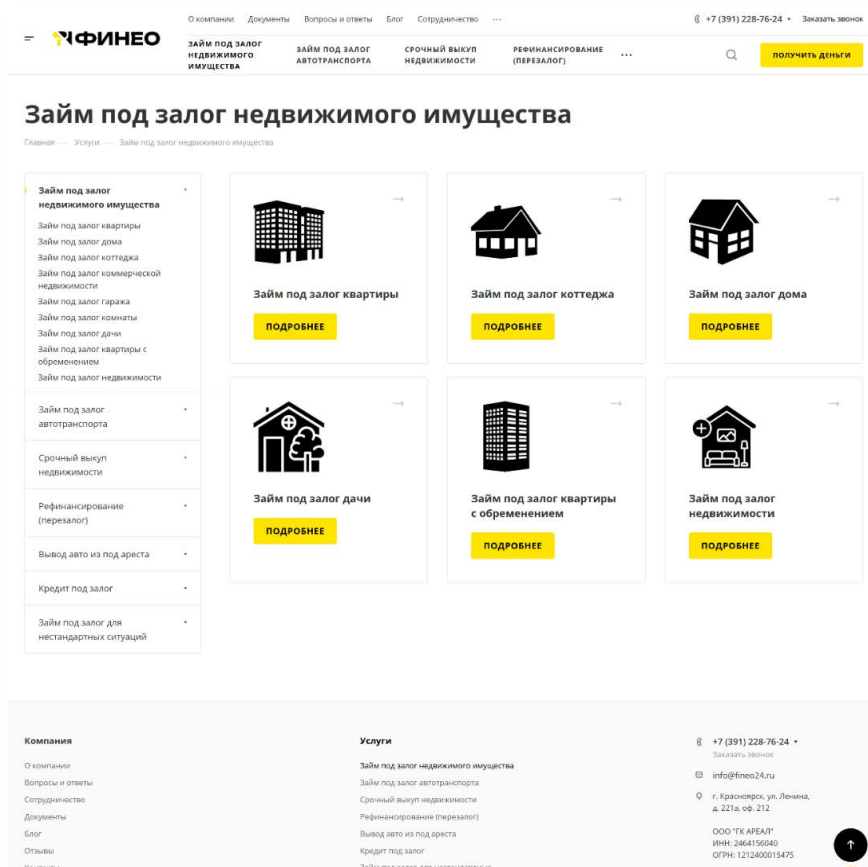 О компании Документы Вопросы и ответы Блог Сотрудничество ...
+7 (391) 228-76-24 Заказать звонок
ФИНЕО
ЗАЙМ ПОД ЗАЛОГ
НЕДВИЖИМОГО
ИМУЩЕСТВА
ЗАЙМ ПОД ЗАЛОГ
АВТОТРАНСПОРТА
СРОЧНЫЙ ВЫКУП
НЕДВИЖИМОСТИ
РЕФИНАНСИРОВАНИЕ
(ПЕРЕЗАЛОГ)
...
ПОЛУЧИТЬ ДЕНЬГИ
Займ под залог недвижимого имущества
Главная — Услуги — Займ под залог недвижимого имущества
Займ под залог
недвижимого имущества
Займ под залог квартиры
Займ под залог дома
Займ под залог коттеджа
Займ под залог коммерческой
недвижимости
Займ под залог гаража
Займ под залог комнаты
Займ под залог дачи
Займ под залог квартиры с
обременением
Займ под залог недвижимости
Займ под залог
автотранспорта
Срочный выкуп
недвижимости
Рефинансирование
(перезалог)
Вывод авто из под ареста
Кредит под залог
Займ под залог для
нестандартных ситуаций
Займ под залог квартиры
ПОДРОБНЕЕ
Займ под залог коттеджа
ПОДРОБНЕЕ
Займ под залог дома
ПОДРОБНЕЕ
Займ под залог дачи
ПОДРОБНЕЕ
Займ под залог квартиры
с обременением
ПОДРОБНЕЕ
Займ под залог
недвижимости
ПОДРОБНЕЕ
Компания
О компании
Вопросы и ответы
Сотрудничество
Документы
Блог
Отзывы
Услуги
Займ под залог недвижимого имущества
Займ под залог автотранспорта
Срочный выкуп недвижимости
Рефинансирование (перезалог)
Вывод авто из под ареста
Кредит под залог
+7 (391) 228-76-24
Заказать звонок
info@fineo24.ru
г. Красноярск, ул. Ленина,
д. 221а, оф. 212
ООО "ГК АРЕАЛ"
ИНН: 2464156040
ОГРН: 1212400015475